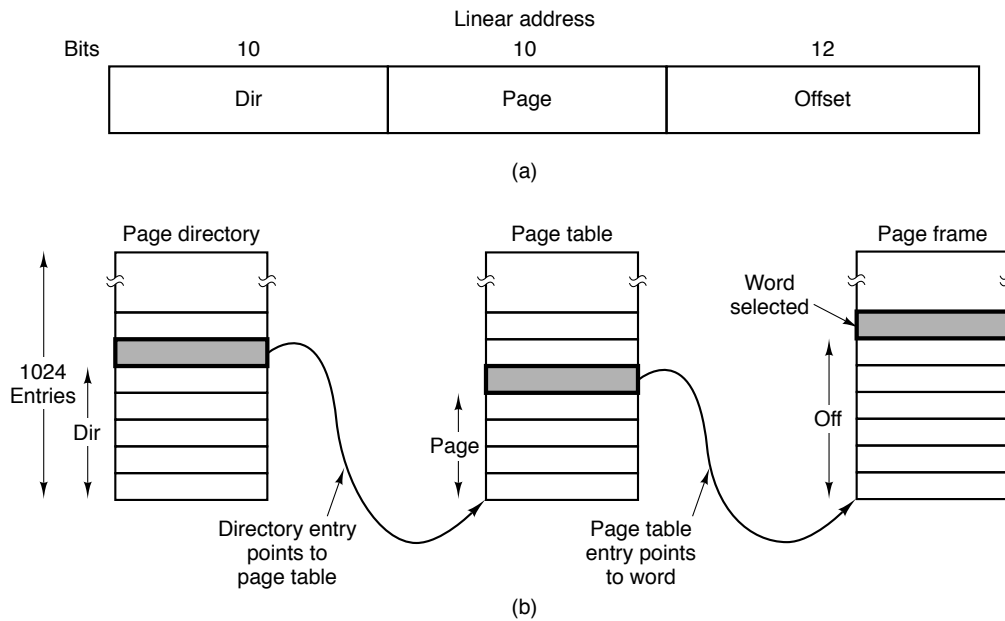 Linear address
Bits 10 10 12
Dir Page Offset
(a)
Page directory Page table Page frame
Word
selected
1024
Entries
Dir
Page
Off
Directory entry
points to
page table
Page table
entry points
to word
(b)